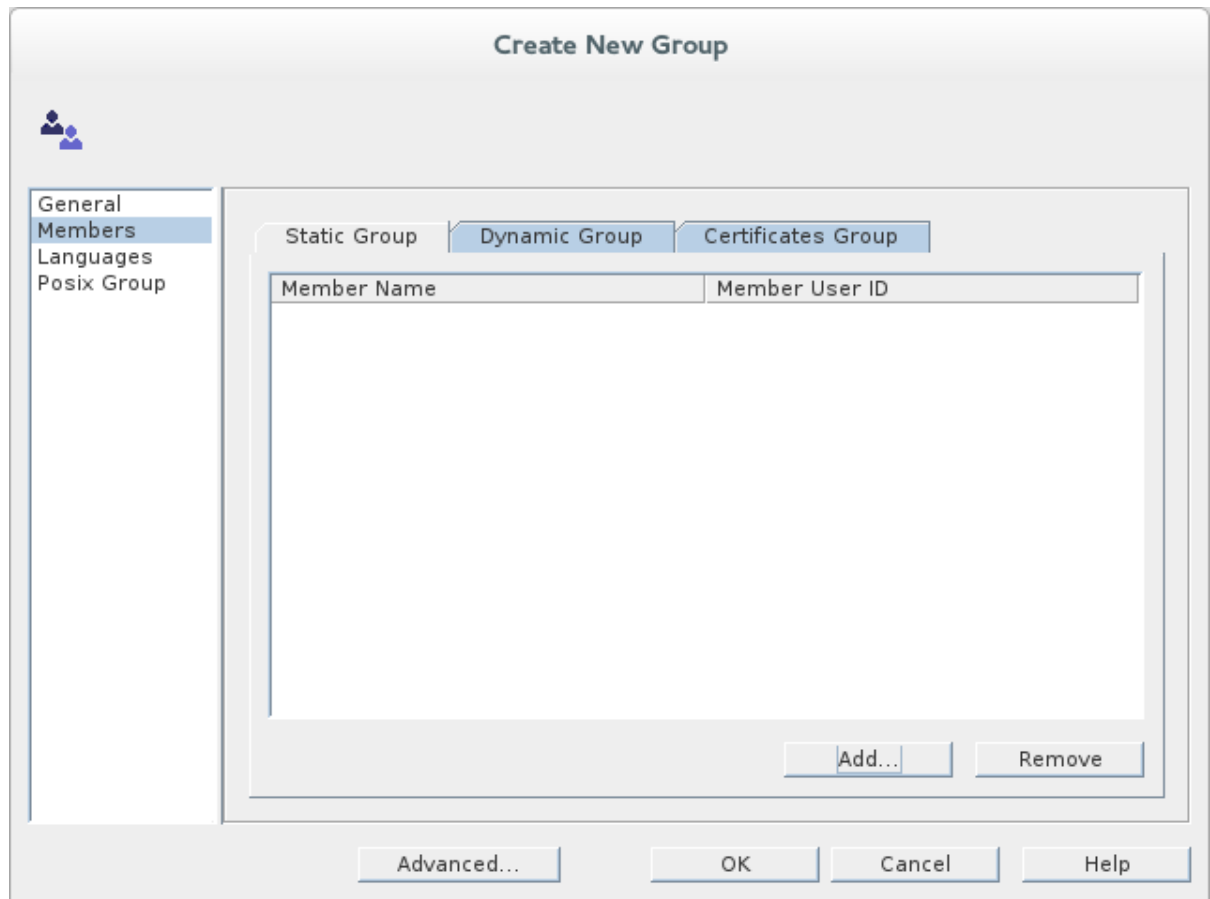 Create New Group
General
Members
Languages
Posix Group
Static Group Dynamic Group Certificates Group
Member Name Member User ID
Add... Remove
Advanced... OK Cancel Help